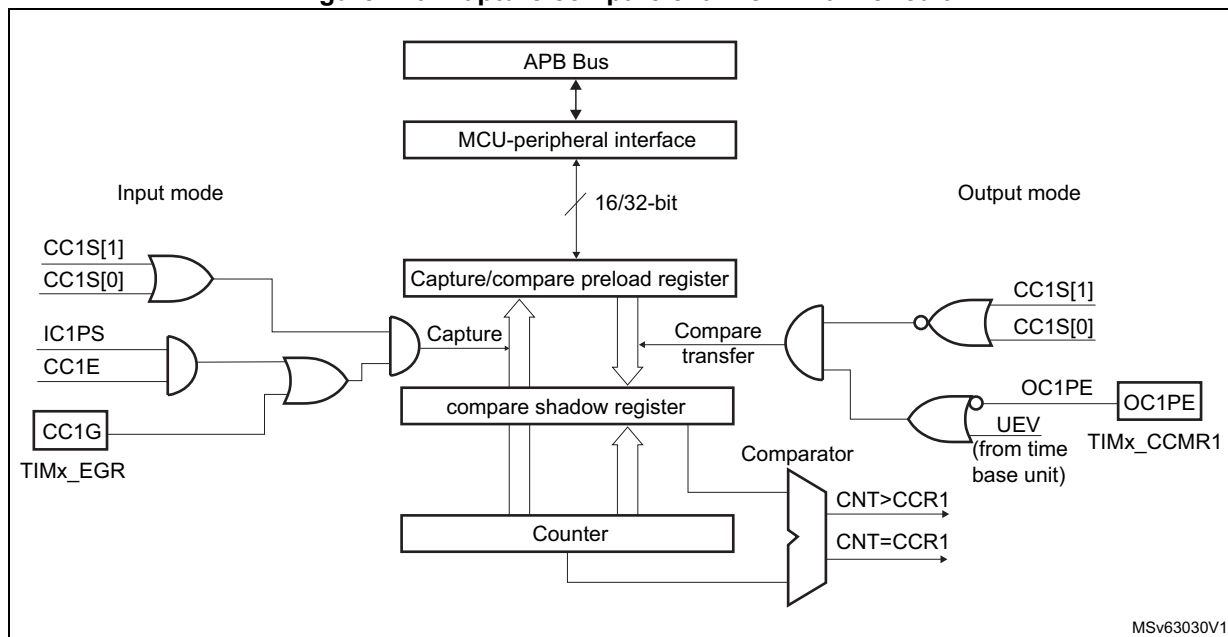 APB Bus
MCU-peripheral interface
16/32-bit
Input mode
Output mode
CC1S[1]
CC1S[0]
IC1PS
CC1E
CC1G
TIMx_EGR
Capture/compare preload register
Capture
Compare
transfer
compare shadow register
Counter
Comparator
CNT>CCR1
CNT=CCR1
CC1S[1]
CC1S[0]
OC1PE
OC1PE
UEV
(from time
base unit)
TIMx_CCMR1
MSv63030V1